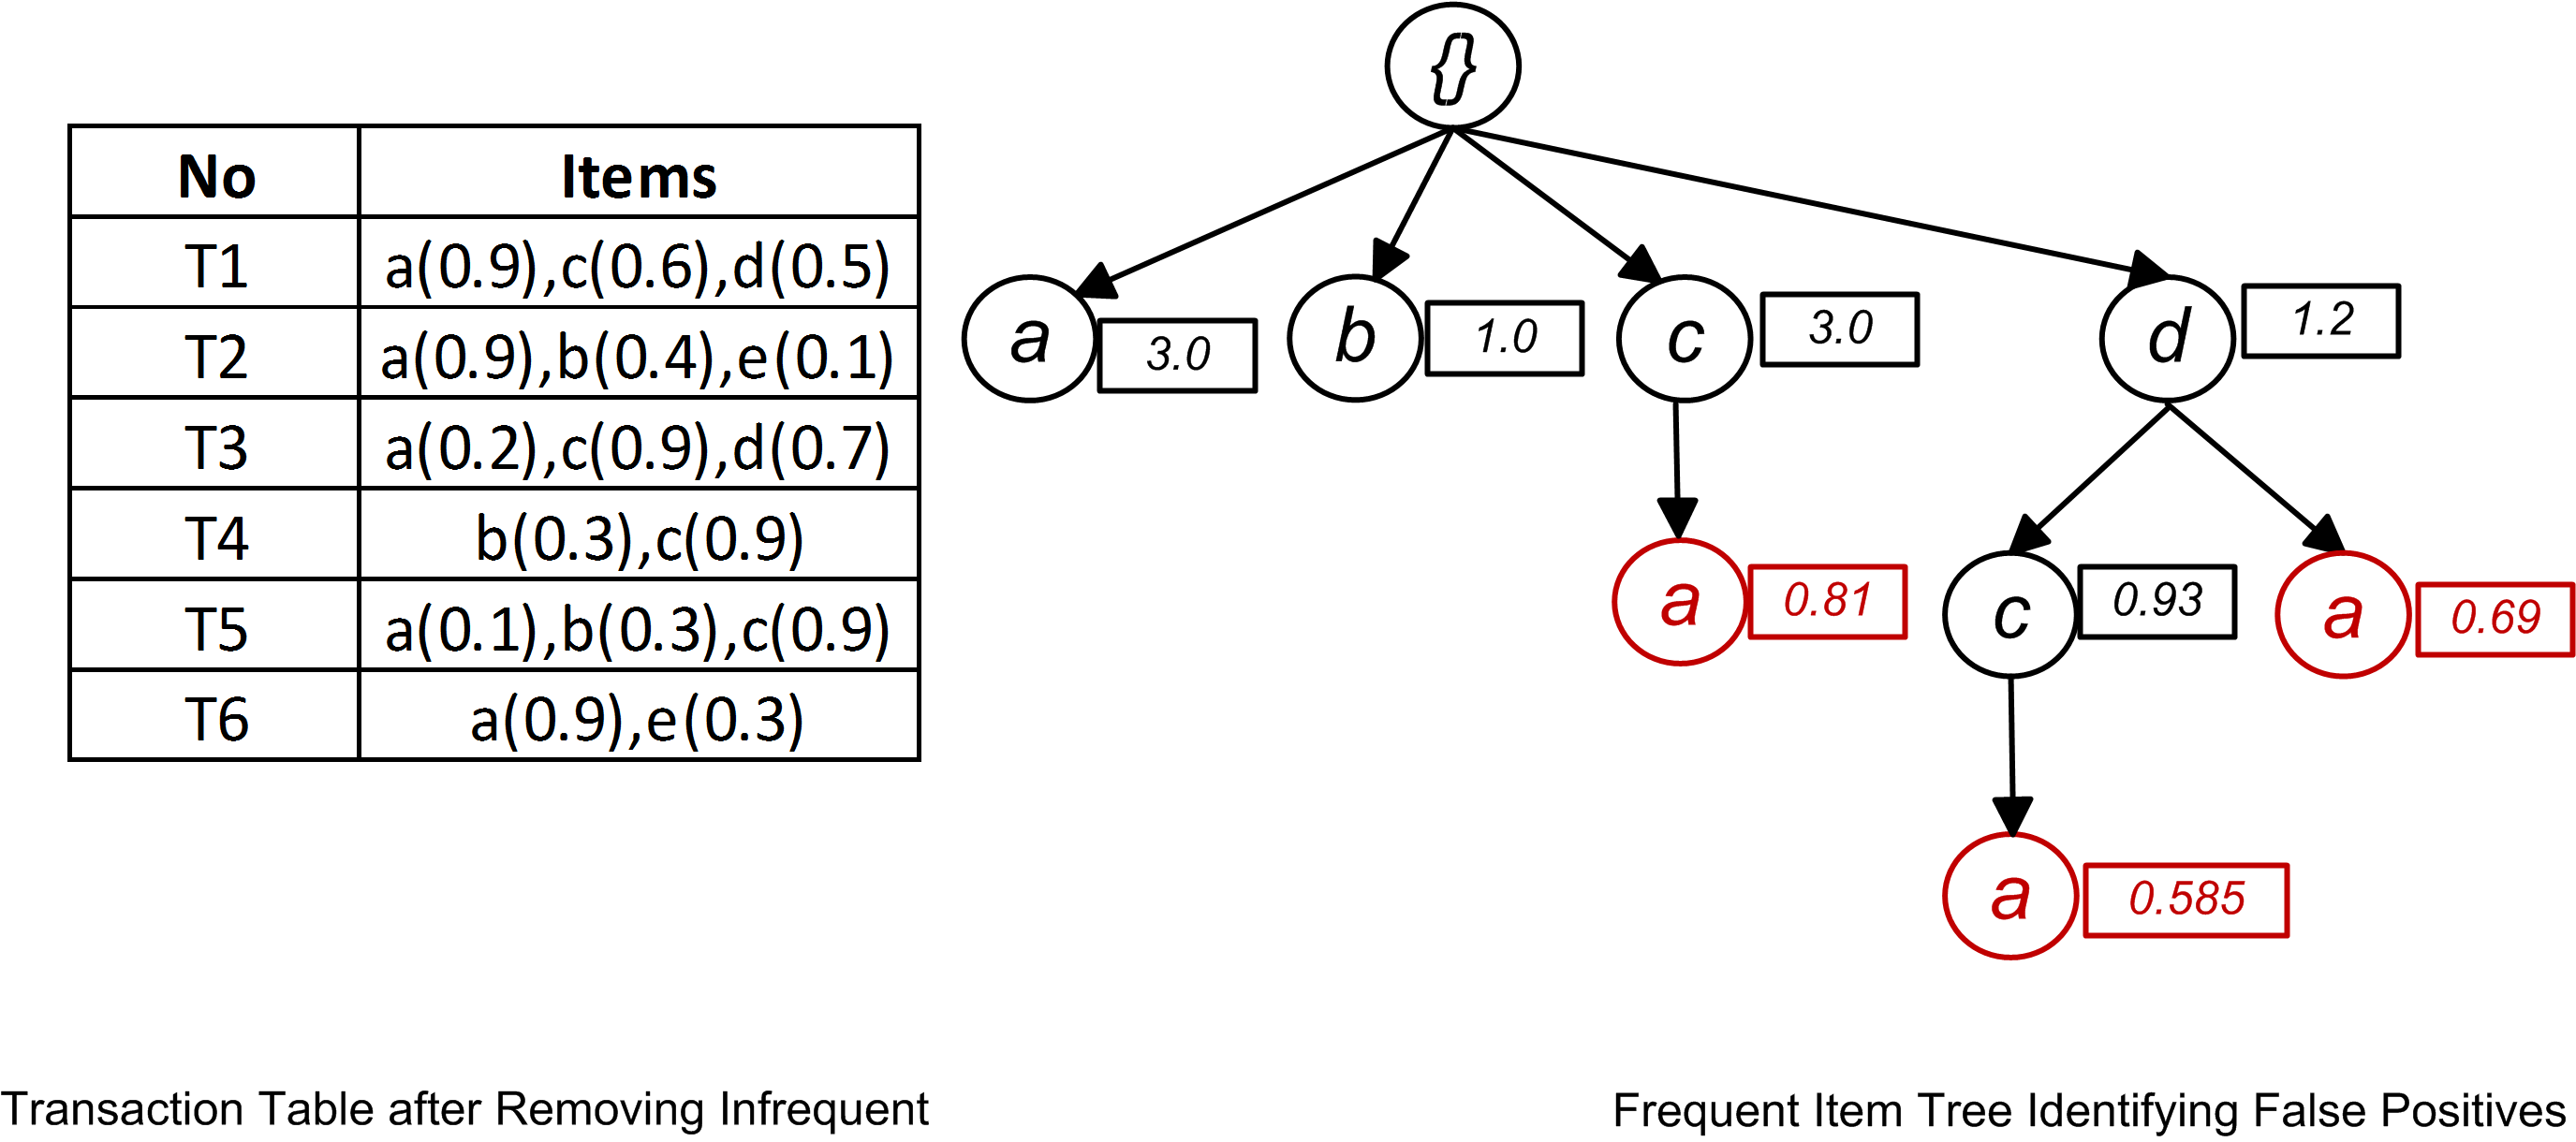 No Items
T1 a(0.9),c(0.6),d(0.5)
T2 a(0.9),b(0.4),e(0.1)
T3 a(0.2),c(0.9),d(0.7)
T4 b(0.3),c(0.9)
T5 a(0.1),b(0.3),c(0.9)
T6 a(0.9),e(0.3)
Transaction Table after Removing Infrequent
{}
a 3.0 b 1.0 c 3.0 d 1.2
a 0.81 c 0.93 a 0.69
a 0.585
Frequent Item Tree Identifying False Positives